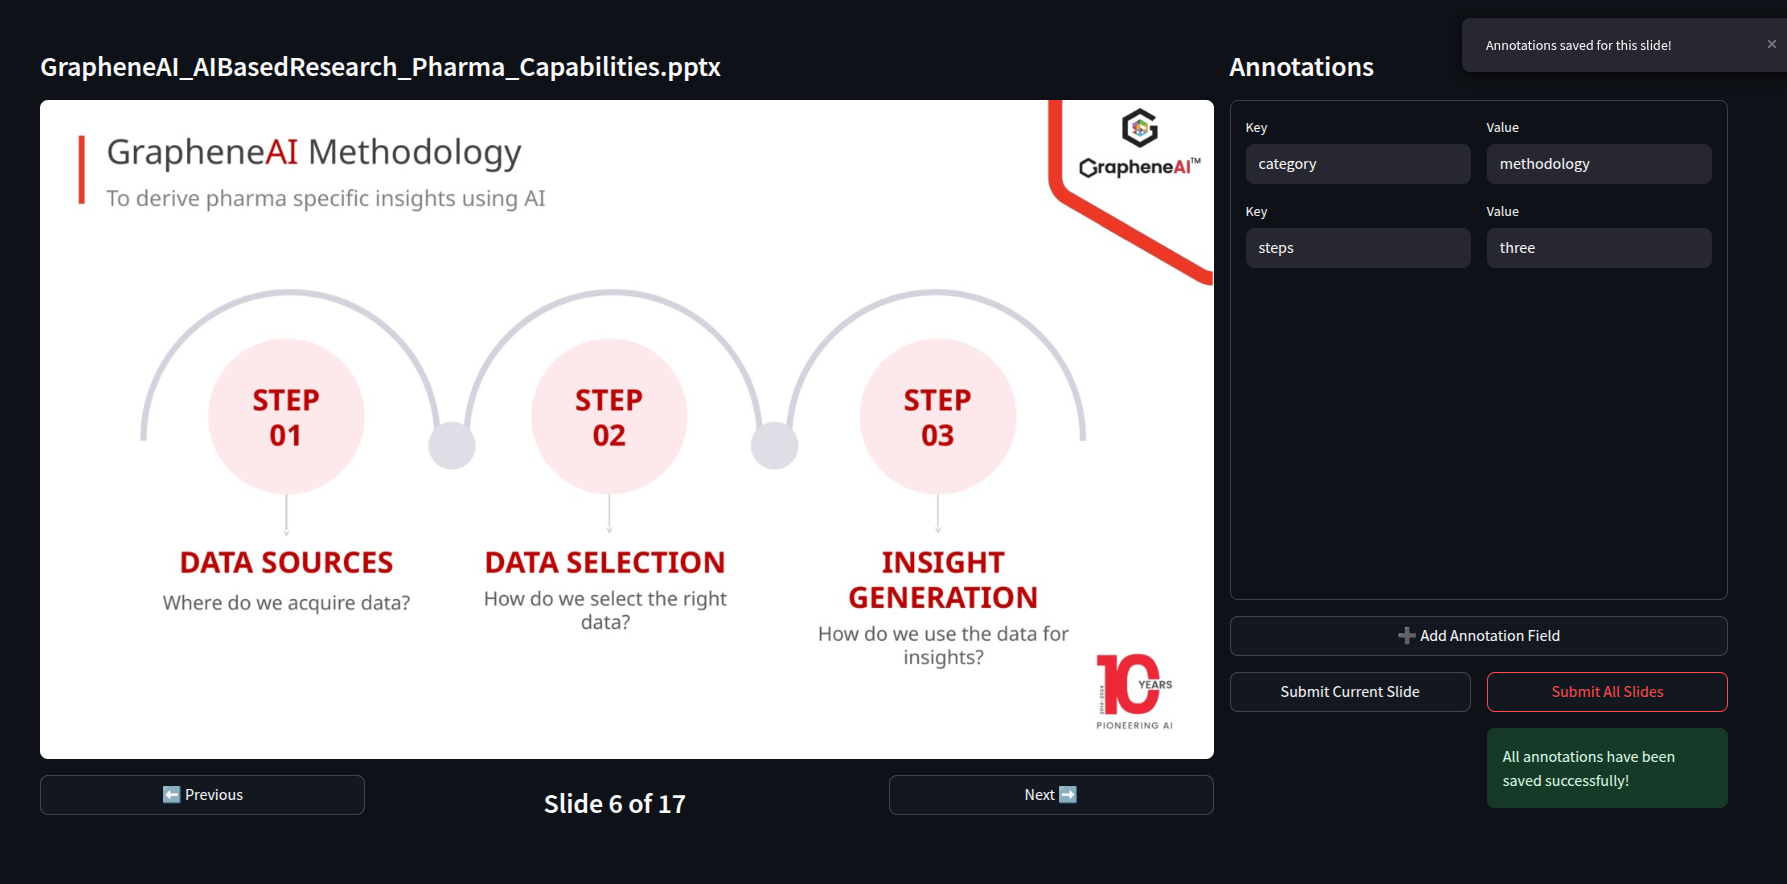 GrapheneAI_AIBasedResearch_Pharma_Capabilities.pptx
Annotations
Annotations saved for this slide!
GrapheneAI Methodology
To derive pharma specific insights using AI
GrapheneAI™
STEP
01
STEP
02
STEP
03
DATA SOURCES
Where do we acquire data?
DATA SELECTION
How do we select the right
data?
INSIGHT
GENERATION
How do we use the data for
insights?
10
YEARS
2014-2024
PIONEERING AI
Previous
Slide 6 of 17
Next
Key
Value
category
methodology
Key
Value
steps
three
Add Annotation Field
Submit Current Slide
Submit All Slides
All annotations have been
saved successfully!